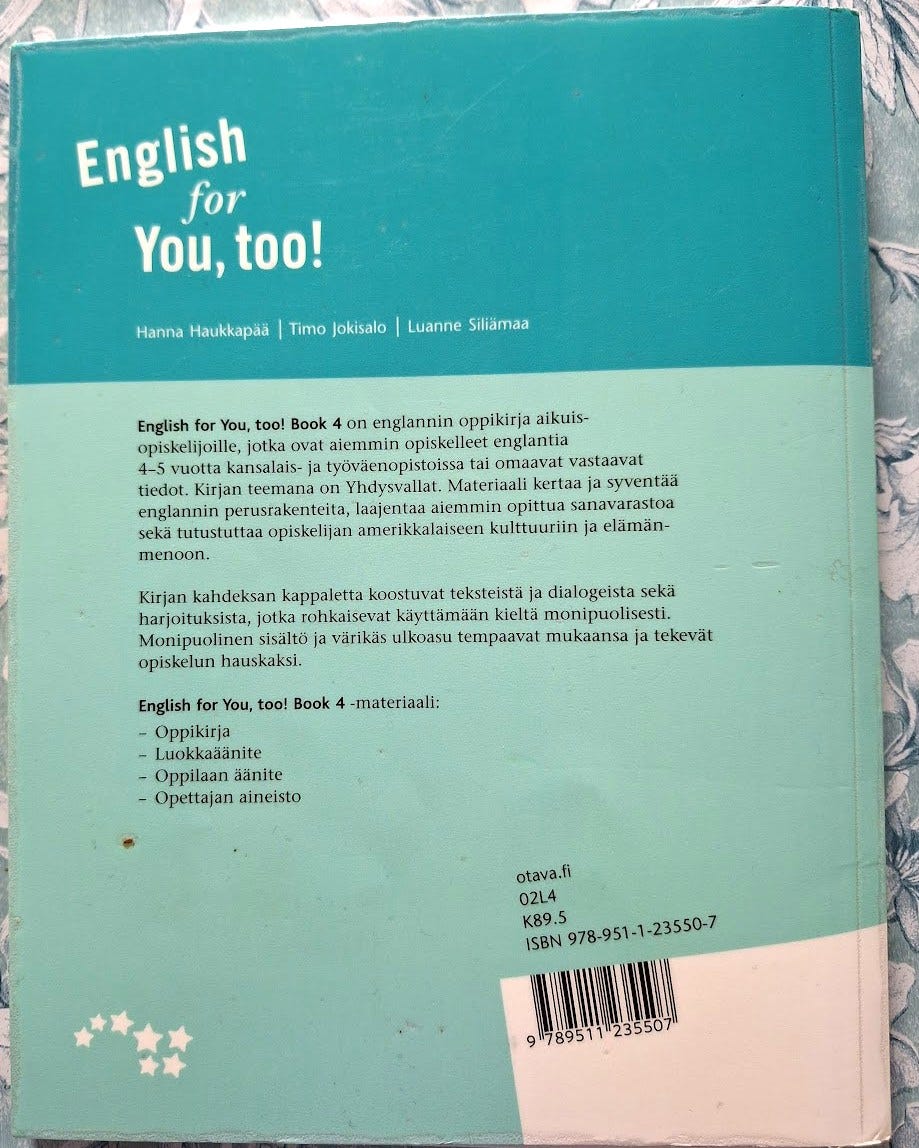 English
for
You, too!
Hanna Haukkapää | Timo Jokisalo | Luanne Siliämaa
English for You, too! Book 4 on englannin oppikirja aikuis-
opiskelijoille, jotka ovat aiemmin opiskelleet englantia
4–5 vuotta kansalais- ja työväenopistoissa tai omaavat vastaavat
tiedot. Kirjan teemana on Yhdysvallat. Materiaali kertaa ja syventää
englannin perusrakenteita, laajentaa aiemmin opittua sanavarastoa
sekä tutustuttaa opiskelijan amerikkalaiseen kulttuuriin ja elämän-
menoon.
Kirjan kahdeksan kappaletta koostuvat teksteistä ja dialogeista sekä
harjoituksista, jotka rohkaisevat käyttämään kieltä monipuolisesti.
Monipuolinen sisältö ja värikäs ulkoasu tempaavat mukaansa ja tekevät
opiskelun hauskaksi.
English for You, too! Book 4 -materiaali:
– Oppikirja
– Luokkaäänite
– Oppilaan äänite
– Opettajan aineisto
otava.fi
02L4
K89.5
ISBN 978-951-1-23550-7
9 789511 235507